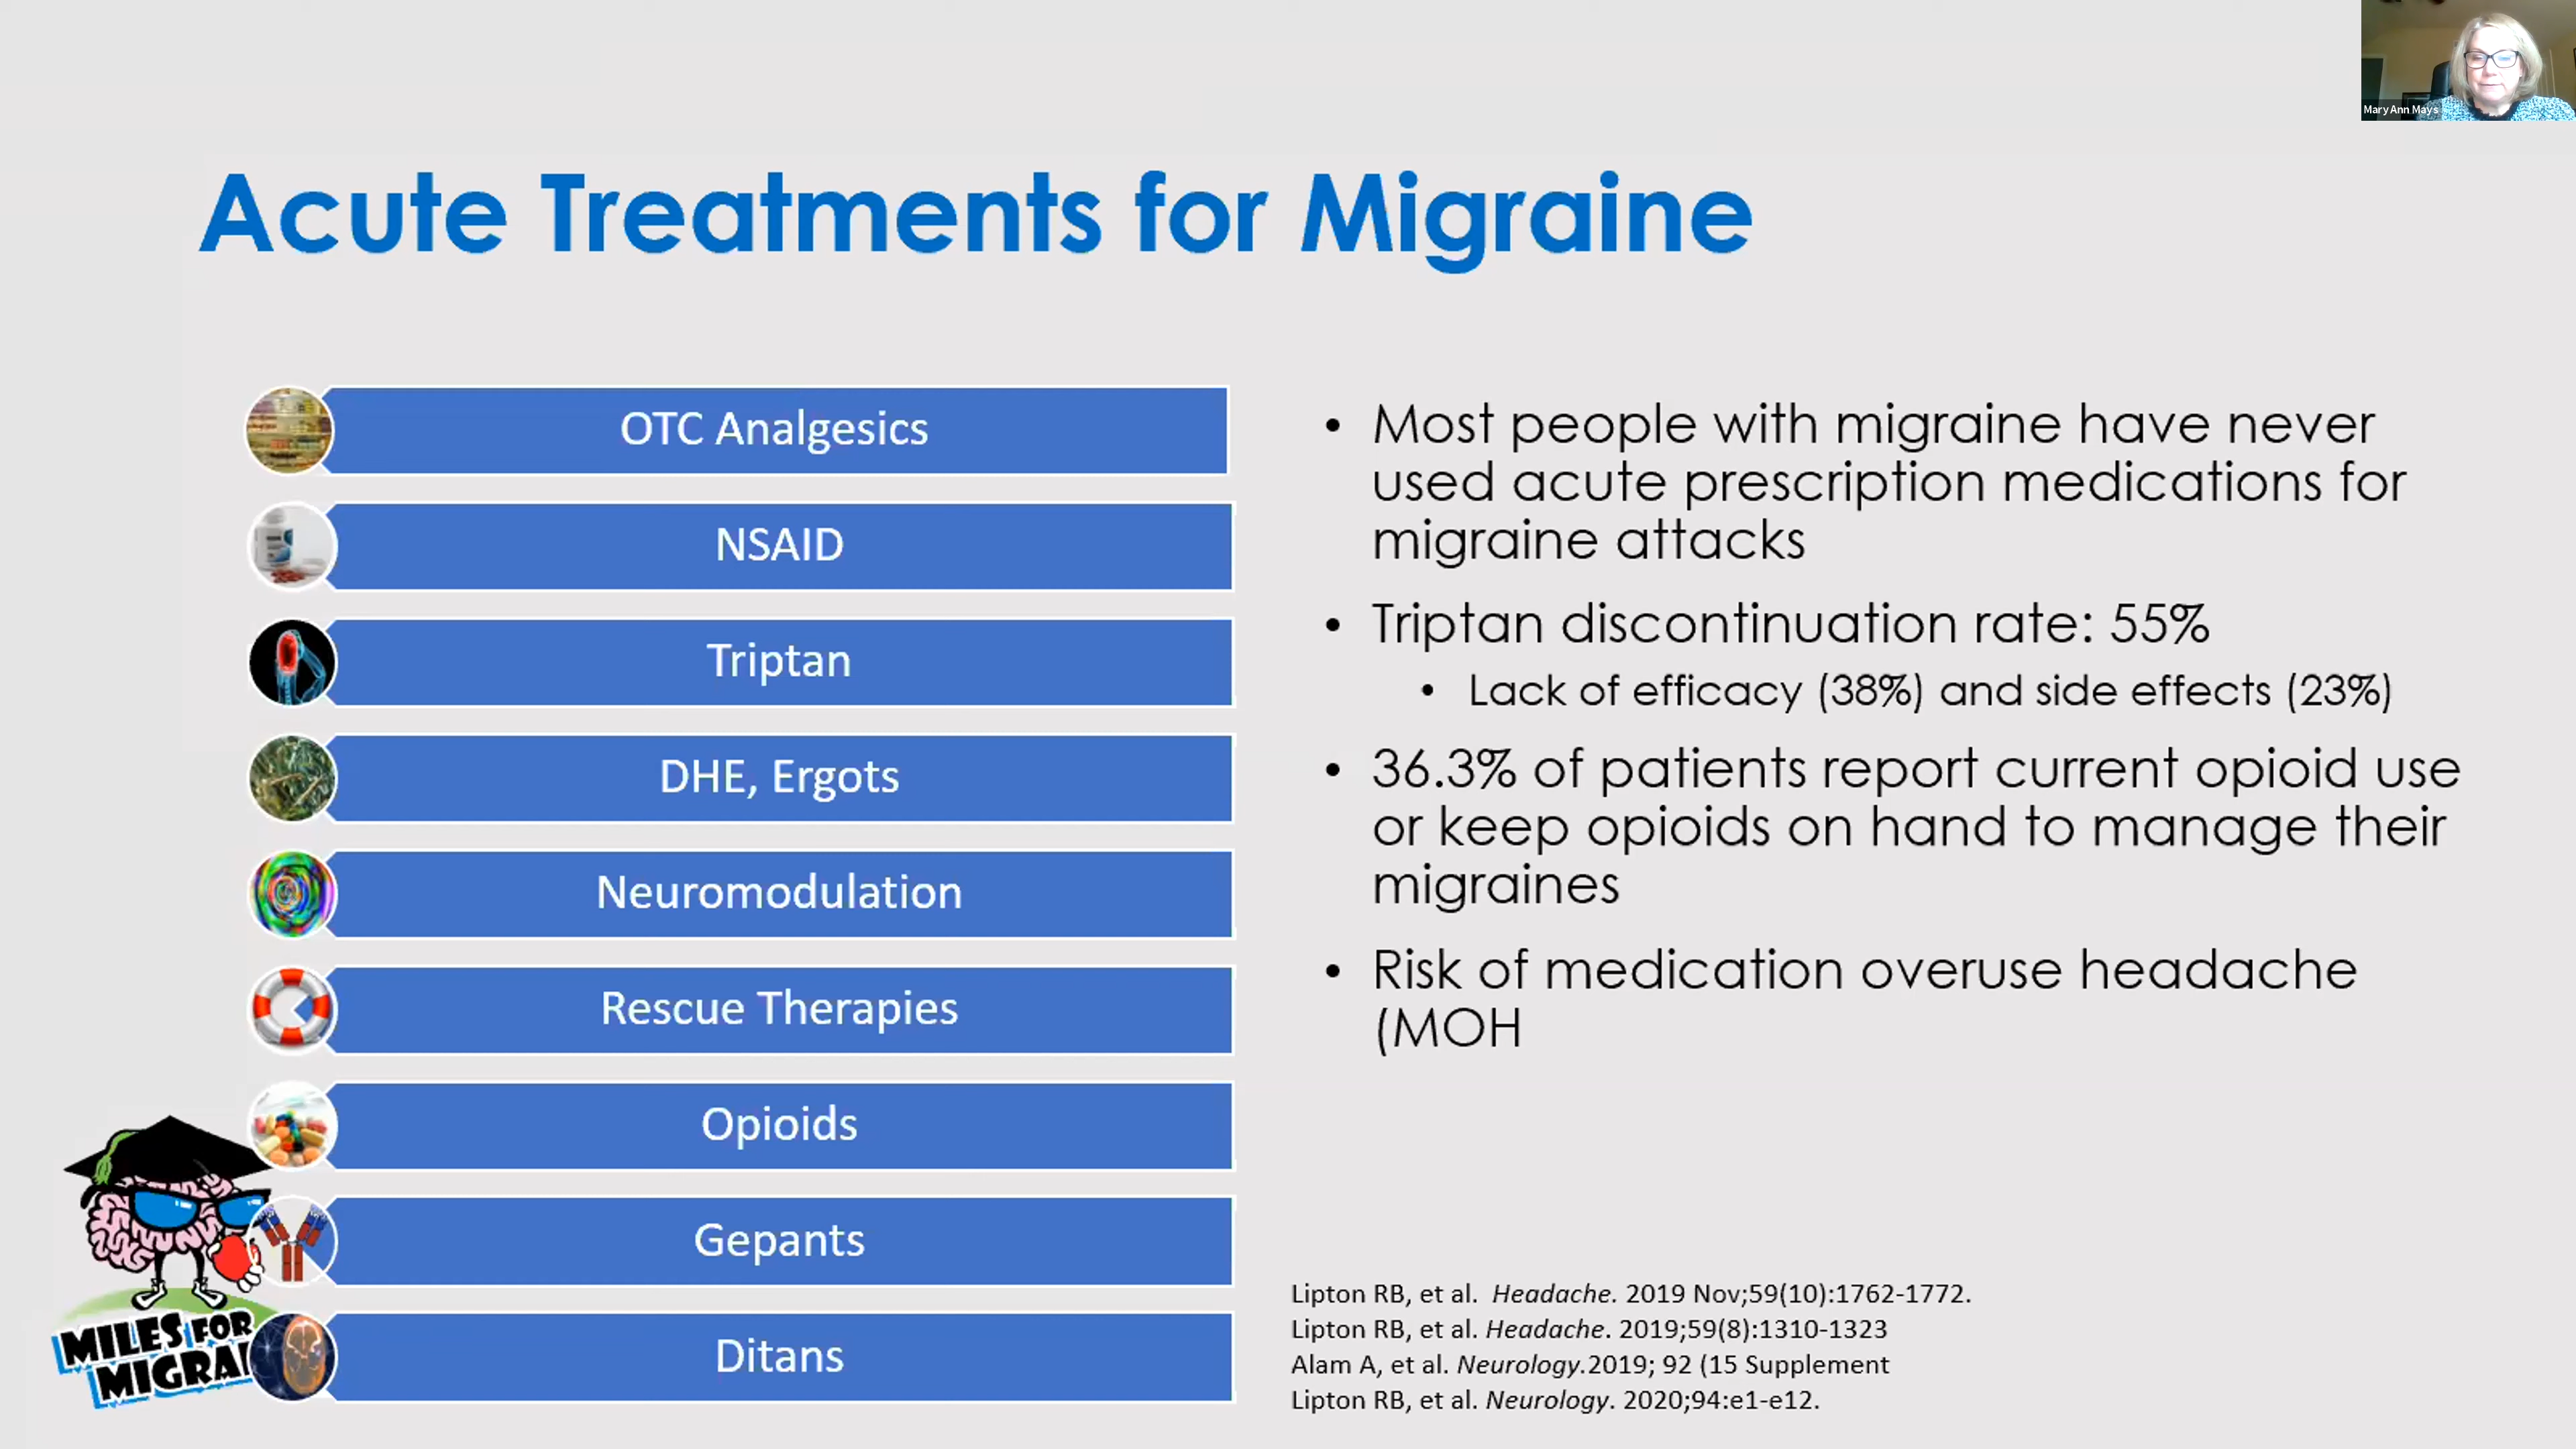 Mary Ann Mays
Acute Treatments for Migraine
OTC Analgesics
NSAID
Triptan
DHE, Ergots
Neuromodulation
Rescue Therapies
Opioids
Gepants
Ditans
• Most people with migraine have never
used acute prescription medications for
migraine attacks
• Triptan discontinuation rate: 55%
• Lack of efficacy (38%) and side effects (23%)
• 36.3% of patients report current opioid use
or keep opioids on hand to manage their
migraines
• Risk of medication overuse headache
(MOH
Lipton RB, et al. Headache. 2019 Nov;59(10):1762-1772.
Lipton RB, et al. Headache. 2019;59(8):1310-1323
Alam A, et al. Neurology.2019; 92 (15 Supplement
Lipton RB, et al. Neurology. 2020;94:e1-e12.
MILES FOR
MIGRAI